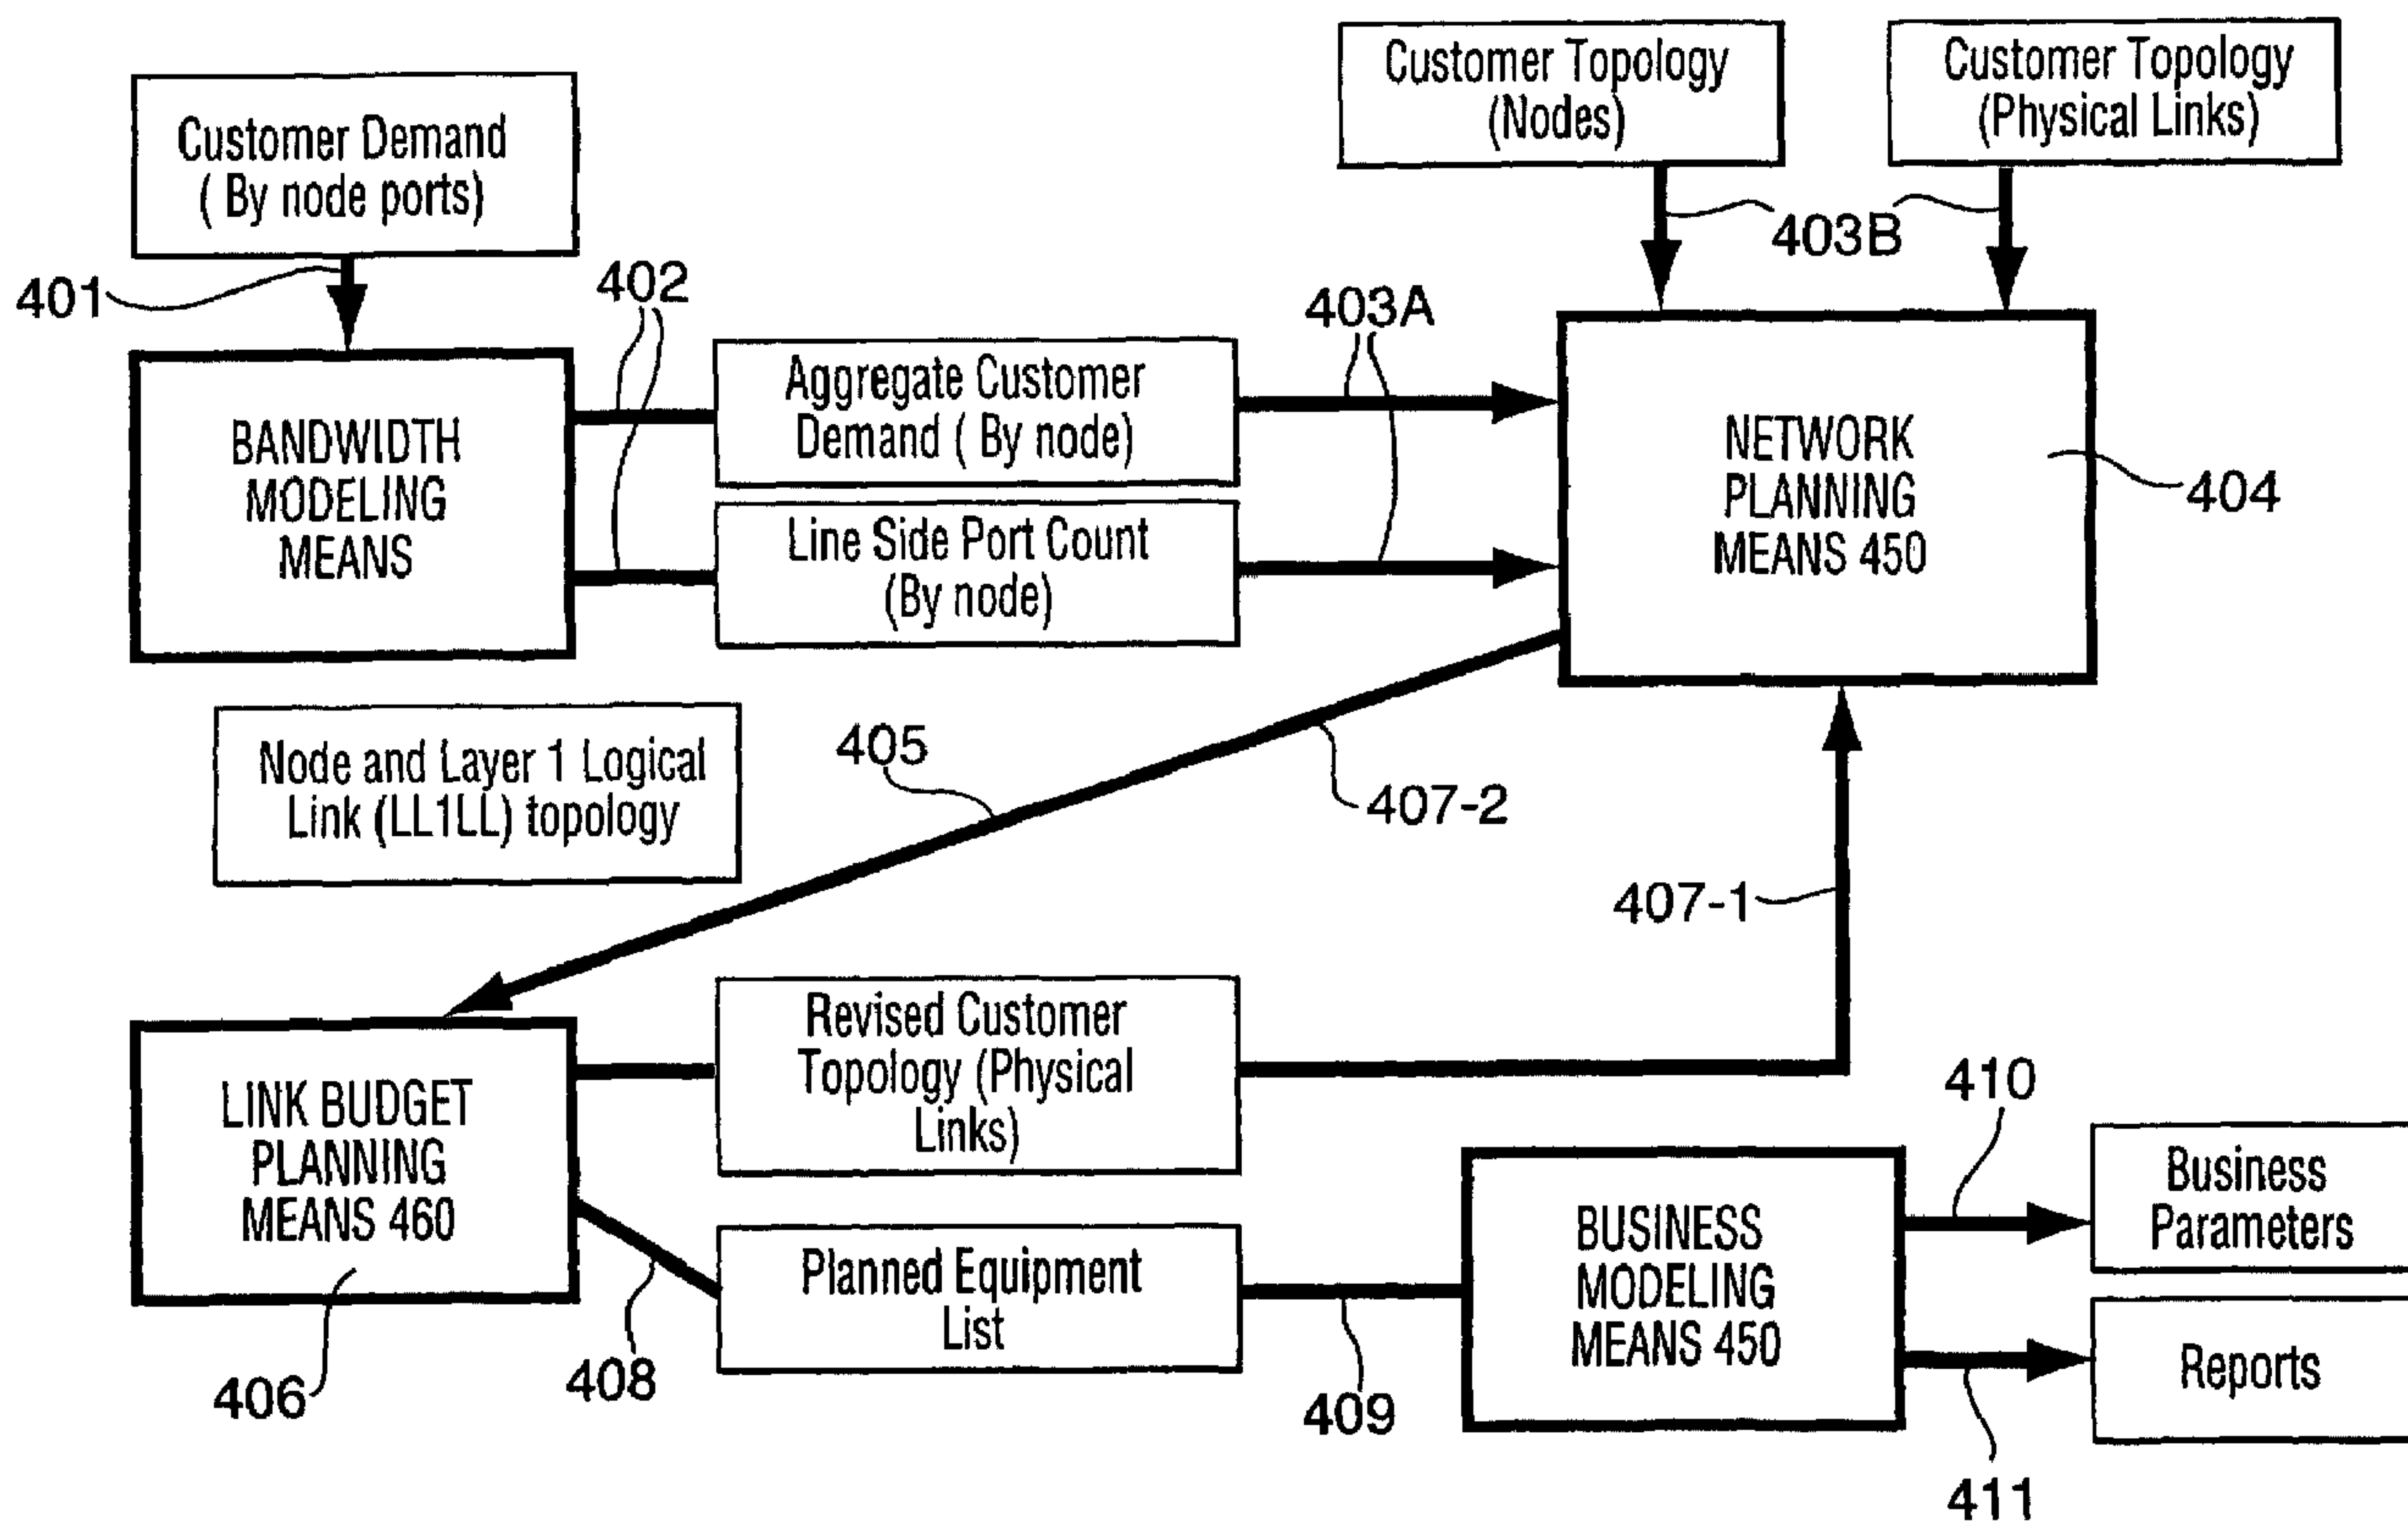 Customer Demand
( By node ports)
Customer Topology
(Nodes)
Customer Topology
(Physical Links)
401
402
403A
403B
BANDWIDTH
MODELING
MEANS
Aggregate Customer
Demand ( By node)
Line Side Port Count
(By node)
NETWORK
PLANNING
MEANS 450
404
Node and Layer 1 Logical
Link (LL1LL) topology
405
407-2
407-1
LINK BUDGET
PLANNING
MEANS 460
406
Revised Customer
Topology (Physical
Links)
408
Planned Equipment
List
409
BUSINESS
MODELING
MEANS 450
410
Business
Parameters
Reports
411